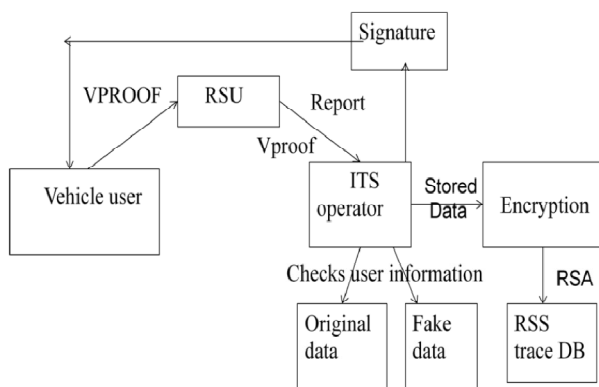 Signature
VPROOF
RSU
Report
Vproof
Vehicle user
ITS
operator
Stored
Data
Encryption
Checks user information
RSA
Original
data
Fake
data
RSS
trace DB